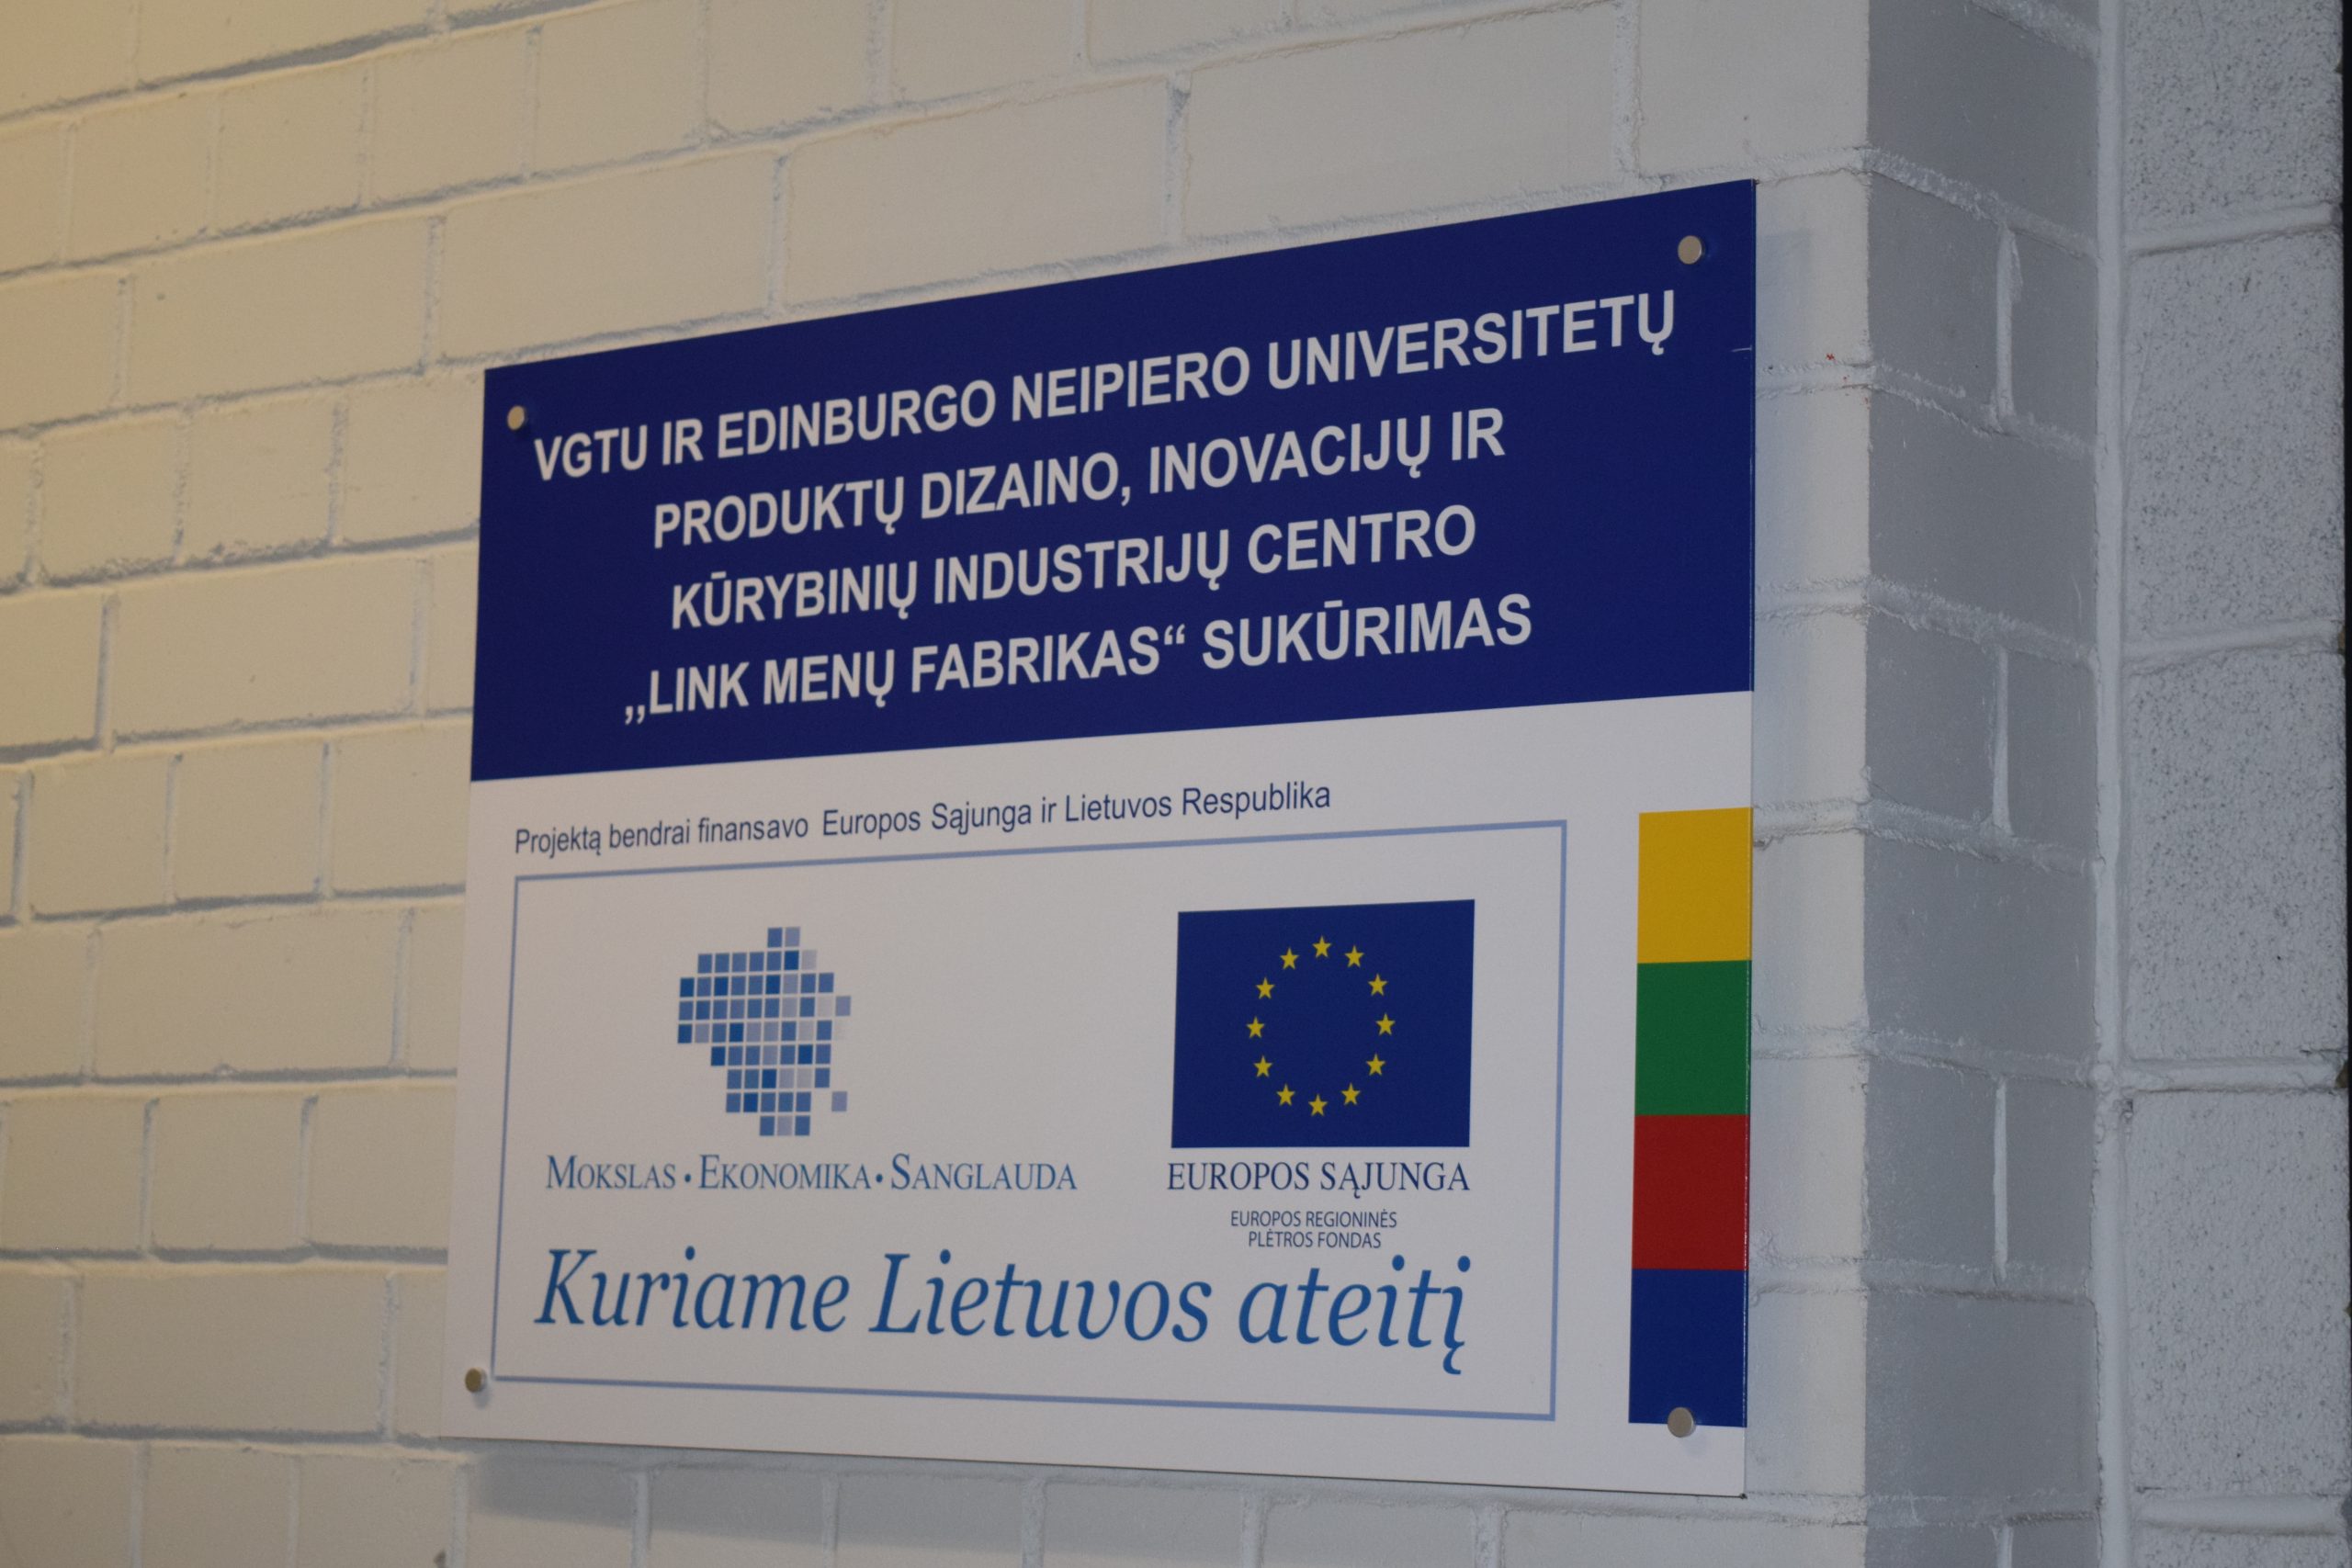 VGTU IR EDINBURGO NEIPIERO UNIVERSITETŲ
PRODUKTŲ DIZAINO, INOVACIJŲ IR
KŪRYBINIŲ INDUSTRIJŲ CENTRO
,,LINK MENŲ FABRIKAS“ SUKŪRIMAS
Projektą bendrai finansavo Europos Sąjunga ir Lietuvos Respublika
MOKSLAS • EKONOMIKA • SANGLAUDA
EUROPOS SĄJUNGA
EUROPOS REGIONINĖS
PLĖTROS FONDAS
Kuriame Lietuvos ateitį